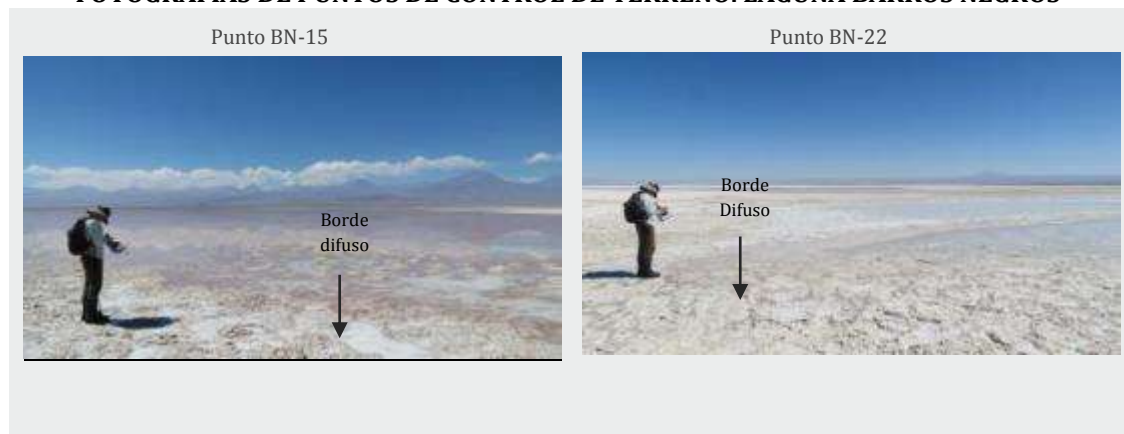 FOTOGRAFÍAS DE PUNTOS DE CONTROL DE TERRENO. LAGUNA BARROS NEGROS
Punto BN-15
Punto BN-22
Borde
difuso
Borde
Difuso